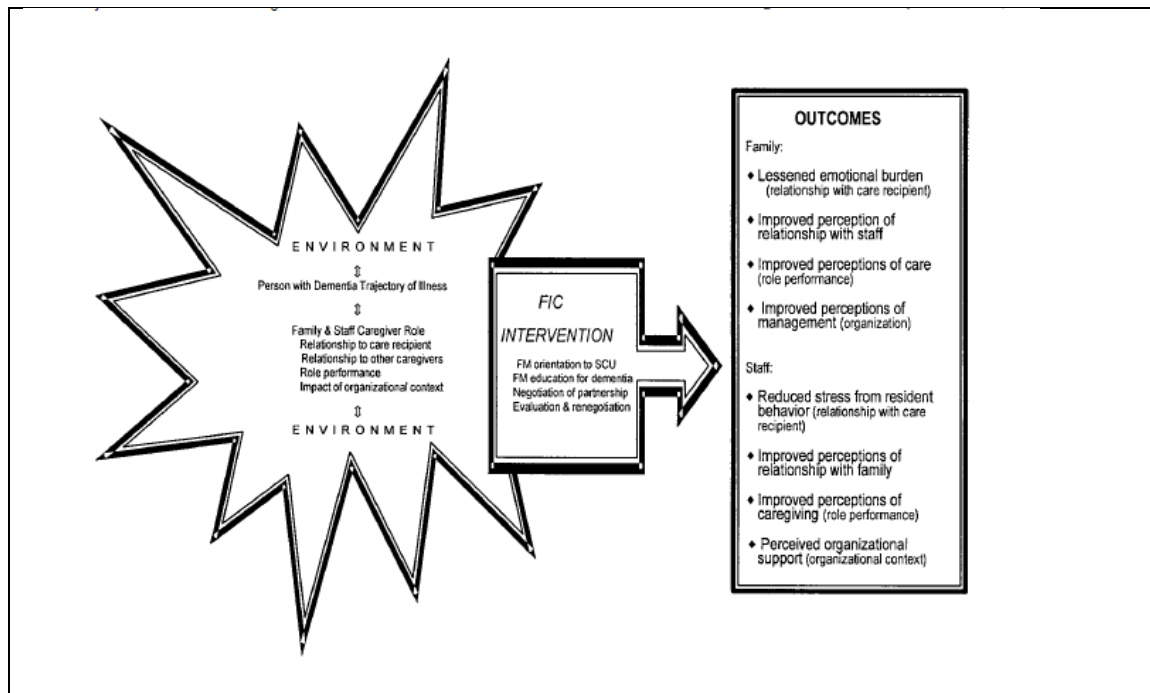 ENVIRONMENT
⇕
Person with Dementia Trajectory of Illness
⇕
Family & Staff Caregiver Role
Relationship to care recipient
Relationship to other caregivers
Role performance
Impact of organizational context
⇕
ENVIRONMENT
FIC
INTERVENTION
FM orientation to SCU
FM education for dementia
Negotiation of partnership
Evaluation & renegotiation
OUTCOMES
Family:
♦ Lessened emotional burden
(relationship with care recipient)
♦ Improved perception of
relationship with staff
♦ Improved perceptions of care
(role performance)
♦ Improved perceptions of
management (organization)
Staff:
♦ Reduced stress from resident
behavior (relationship with care
recipient)
♦ Improved perceptions of
relationship with family
♦ Improved perceptions of
caregiving (role performance)
♦ Perceived organizational
support (organizational context)